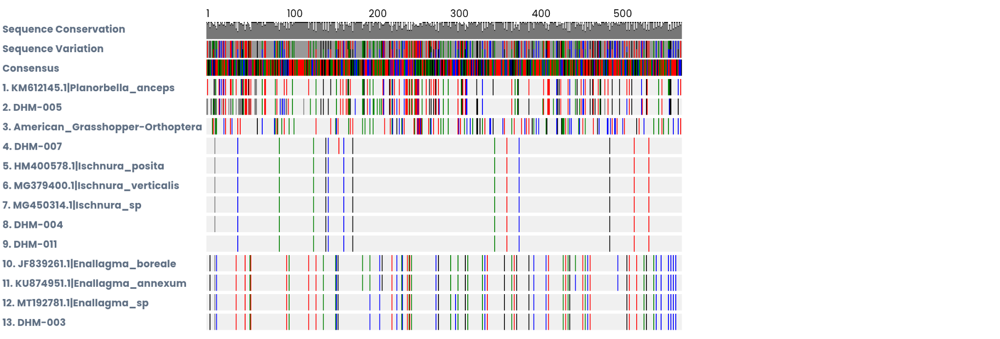 1 100 200 300 400 500
Sequence Conservation
Sequence Variation
Consensus
1. KM612145.1|Planorbella_anceps
2. DHM-005
3. American_Grasshopper-Orthoptera
4. DHM-007
5. HM400578.1|Ischnura_posita
6. MG379400.1|Ischnura_verticalis
7. MG450314.1|Ischnura_sp
8. DHM-004
9. DHM-011
10. JF839261.1|Enallagma_boreale
11. KU874951.1|Enallagma_annexum
12. MT192781.1|Enallagma_sp
13. DHM-003